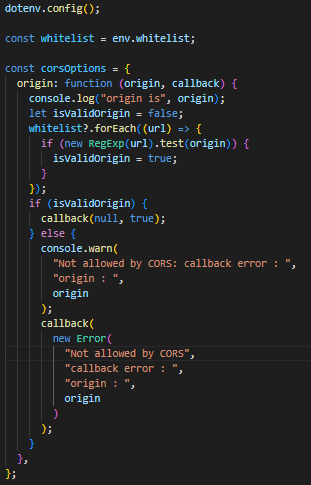 dotenv.config();
const whitelist = env.whitelist;
const corsOptions = {
origin: function (origin, callback) {
console.log("origin is", origin);
let isValidOrigin = false;
whitelist?.forEach((url) => {
if (new RegExp(url).test(origin)) {
isValidOrigin = true;
}
});
if (isValidOrigin) {
callback(null, true);
} else {
console.warn(
"Not allowed by CORS: callback error : ",
"origin : ",
origin
);
callback(
new Error(
"Not allowed by CORS",
"callback error : ",
"origin : ",
origin
)
);
}
},
};